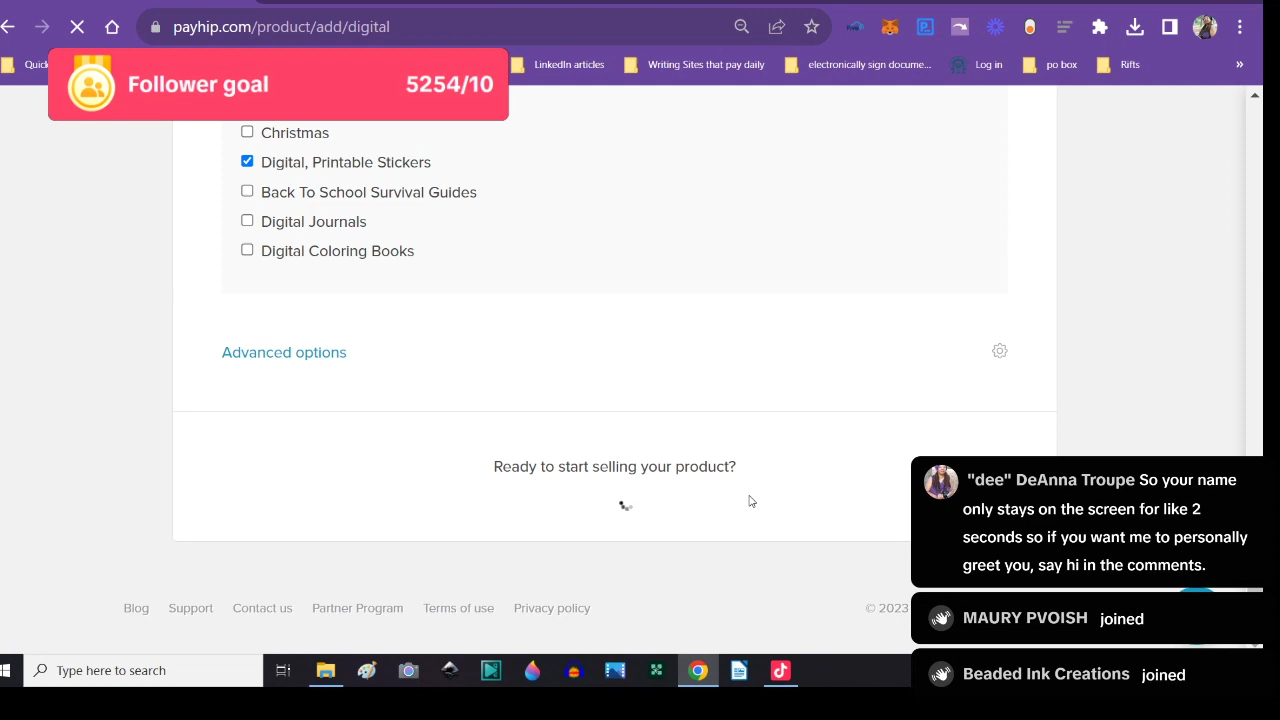 payhip.com/product/add/digital
Quick
LinkedIn articles
Writing Sites that pay daily
electronically sign docume...
Log in
po box
Rifts
»
Follower goal
5254/10
Christmas
Digital, Printable Stickers
Back To School Survival Guides
Digital Journals
Digital Coloring Books
Advanced options
Ready to start selling your product?
"dee" DeAnna Troupe So your name
only stays on the screen for like 2
seconds so if you want me to personally
greet you, say hi in the comments.
MAURY PVOISH joined
Beaded Ink Creations joined
Blog
Support
Contact us
Partner Program
Terms of use
Privacy policy
© 2023
Type here to search